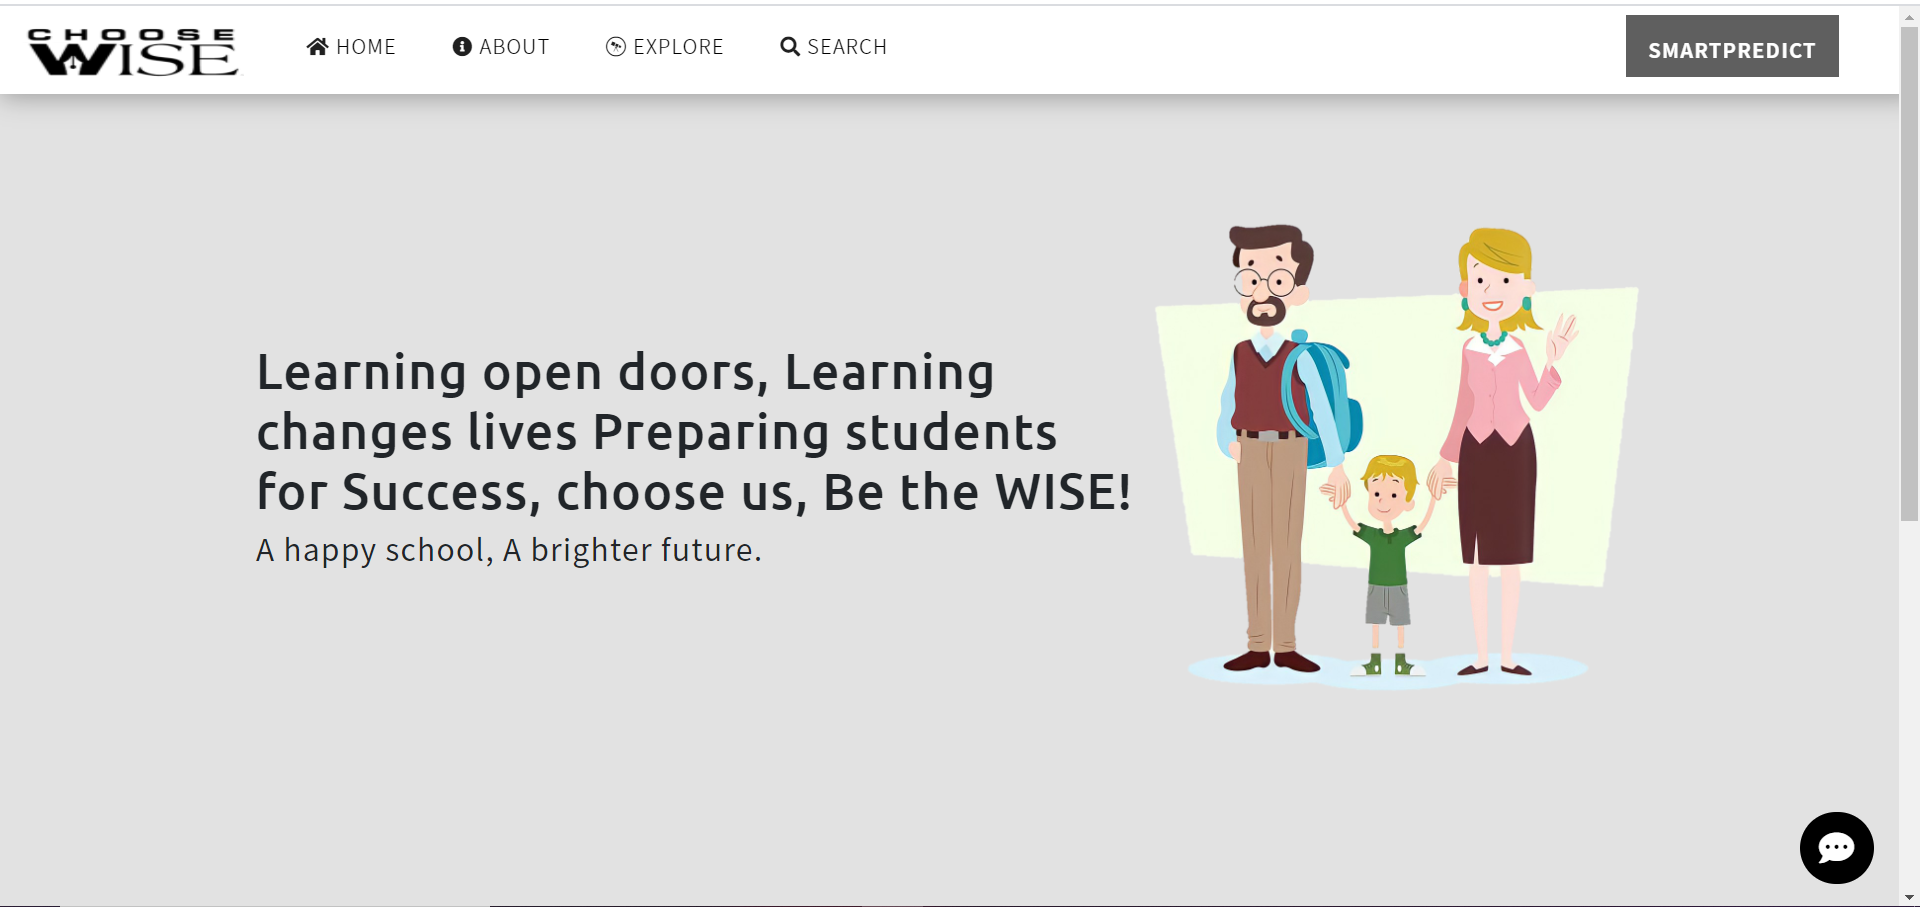 CHOOSE
WISE
HOME
ABOUT
EXPLORE
SEARCH
SMARTPREDICT
Learning open doors, Learning
changes lives Preparing students
for Success, choose us, Be the WISE!
A happy school, A brighter future.